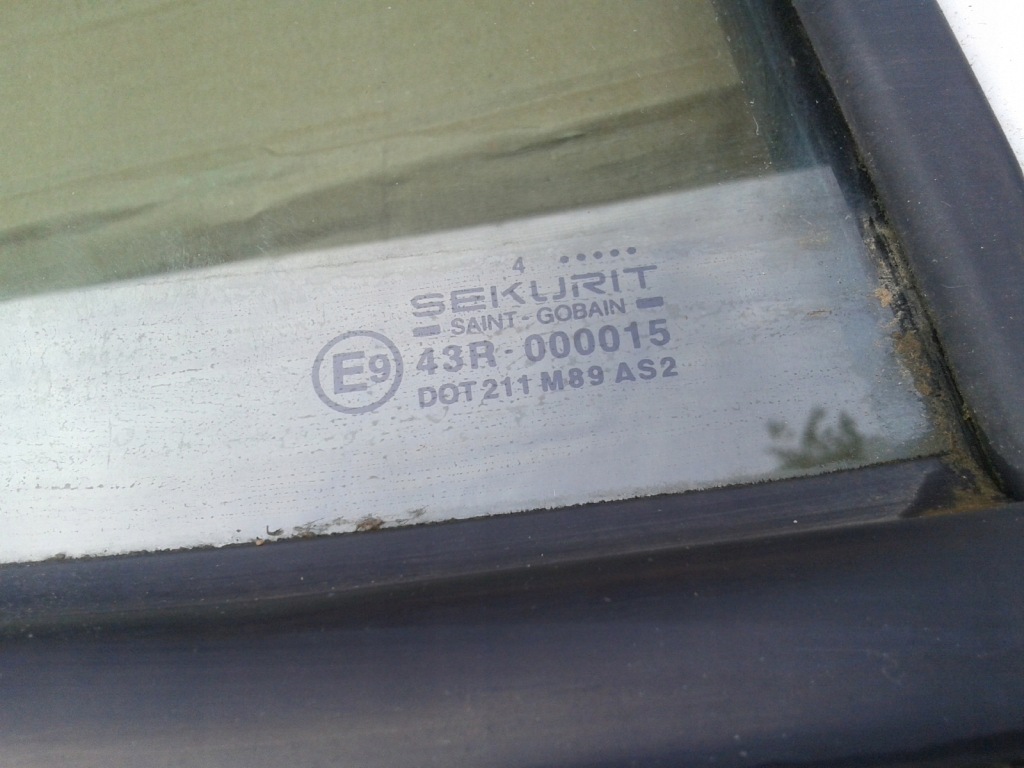 4 •••••
SEKURIT
SAINT-GOBAIN
E9 43R-000015
DOT 211 M89 AS2